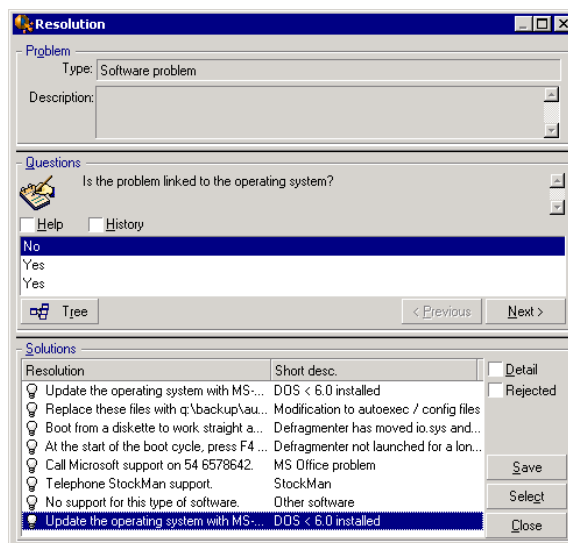 Resolution
Problem
Type: Software problem
Description:
Questions
Is the problem linked to the operating system?
Help History
No
Yes
Yes
Tree < Previous Next >
Solutions
Resolution Short desc. Detail
Update the operating system with MS-... DOS < 6.0 installed Rejected
Replace these files with q:\backup\au... Modification to autoexec / config files
Boot from a diskette to work straight a... Defragmenter has moved io.sys and...
At the start of the boot cycle, press F4 ... Defragmenter not launched for a lon...
Call Microsoft support on 54 6578642. MS Office problem Save
Telephone StockMan support. StockMan
No support for this type of software. Other software Select
Update the operating system with MS-... DOS < 6.0 installed Close